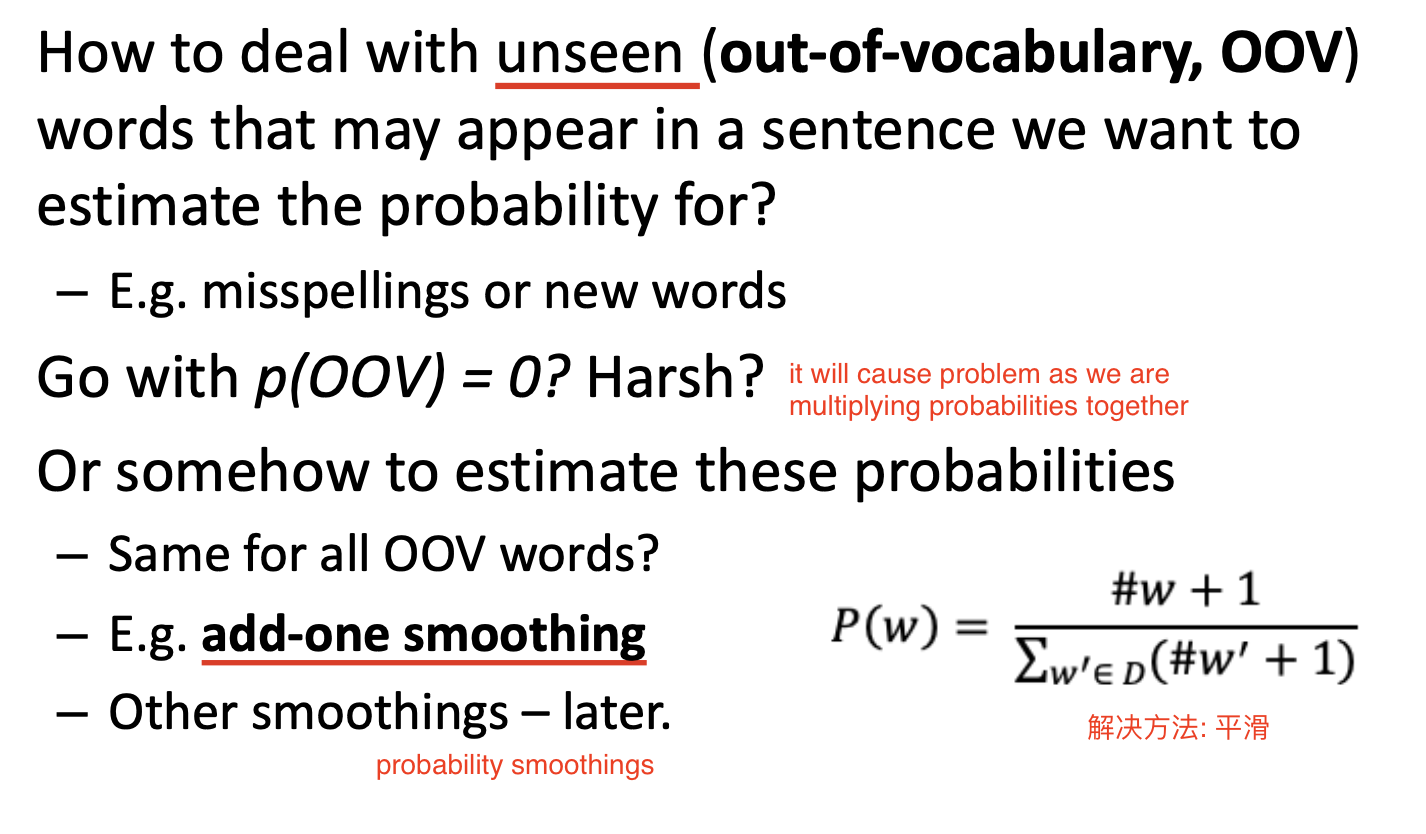 How to deal with unseen (out-of-vocabulary, OOV)
words that may appear in a sentence we want to
estimate the probability for?
– E.g. misspellings or new words
Go with p(OOV) = 0? Harsh?
it will cause problem as we are
multiplying probabilities together
Or somehow to estimate these probabilities
– Same for all OOV words?
– E.g. add-one smoothing
P(w) = #w + 1 / ∑w′∈ D(#w′ + 1)
– Other smoothings – later.
解决方法: 平滑
probability smoothings